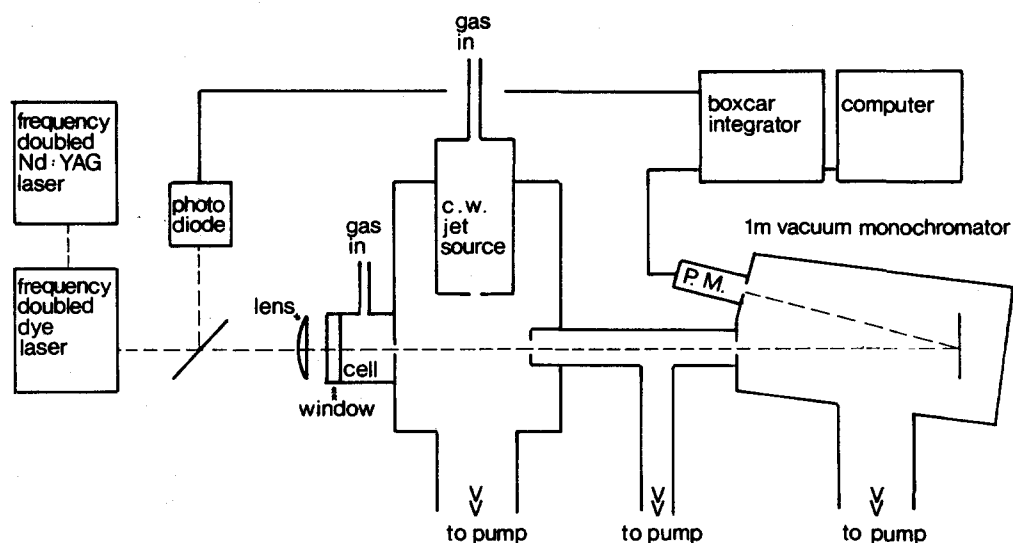 gas
in
frequency
doubled
Nd:YAG
laser
photo
diode
gas
in
c.w.
jet
source
boxcar
integrator
computer
1m vacuum monochromator
P.M.
frequency
doubled
dye
laser
lens
cell
window
to pump
to pump
to pump